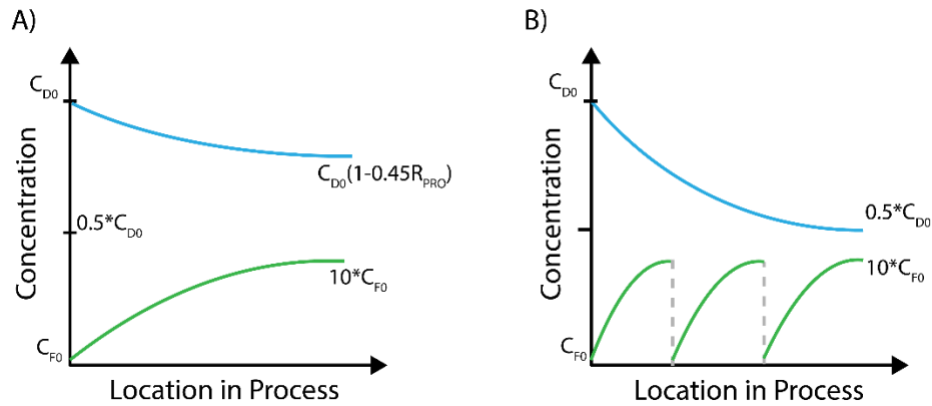 A)
C_D0
Concentration
C_D0(1-0.45R_PRO)
0.5*C_D0
10*C_F0
C_F0
Location in Process
B)
C_D0
Concentration
0.5*C_D0
10*C_F0
C_F0
Location in Process